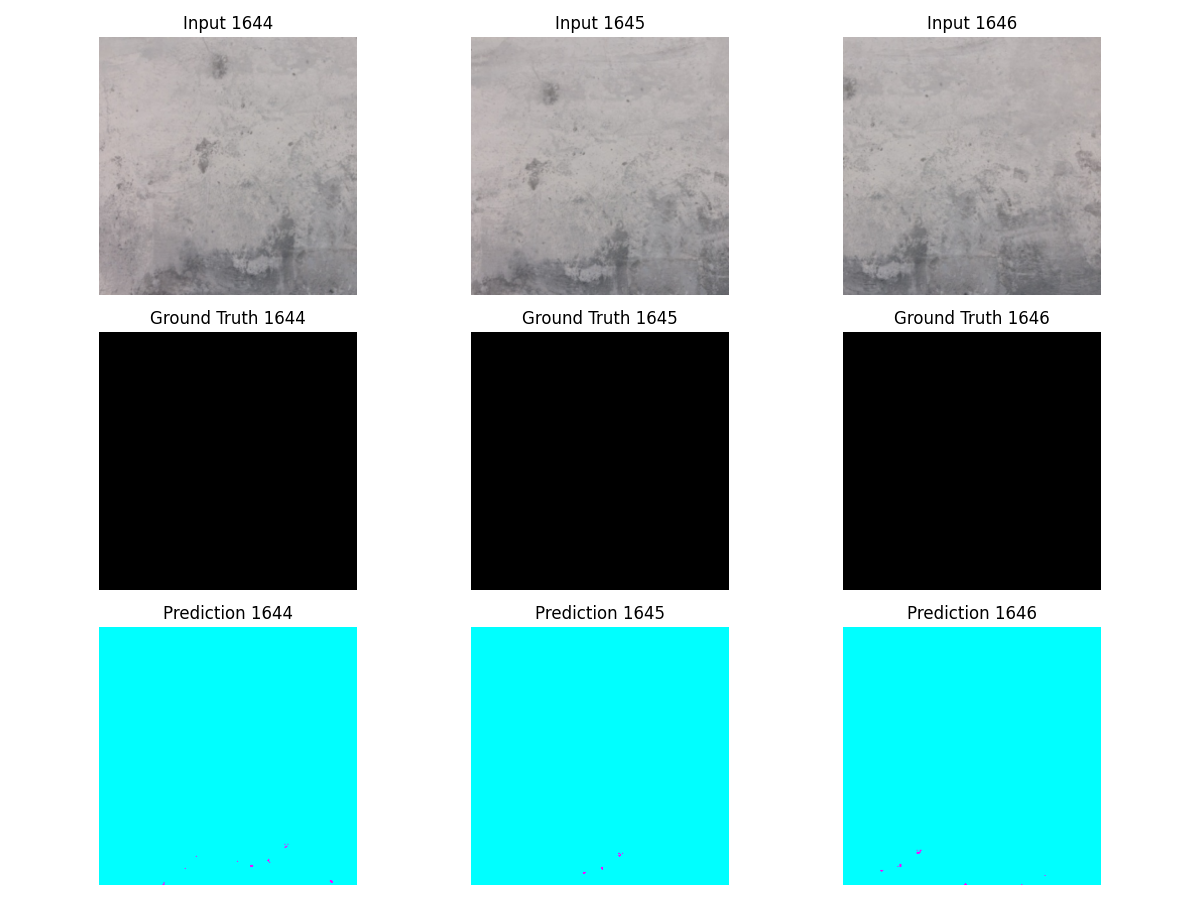 Input 1644
Input 1645
Input 1646
Ground Truth 1644
Ground Truth 1645
Ground Truth 1646
Prediction 1644
Prediction 1645
Prediction 1646